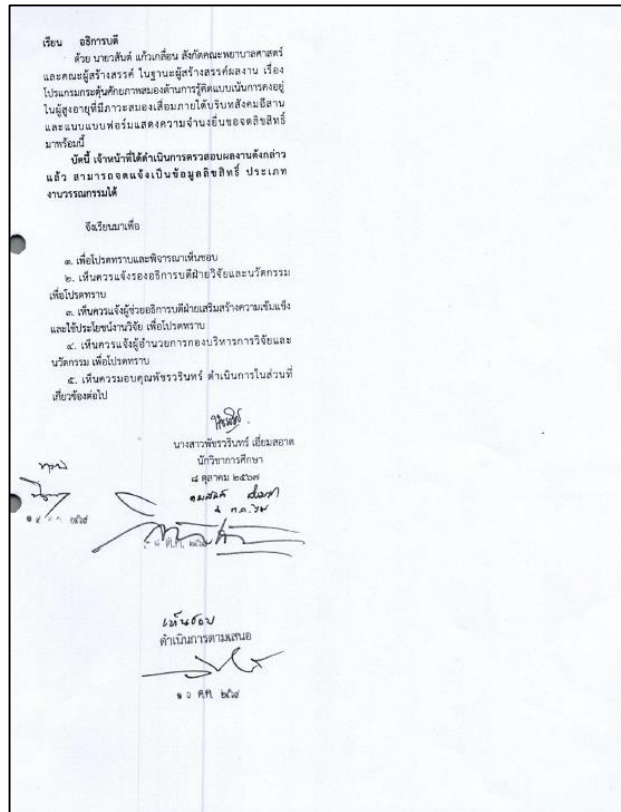 เรียน อธิการบดี
ด้วย นายวสันต์ แก้วเกลื่อน สังกัดคณะพยาบาลศาสตร์
และคณะผู้สร้างสรรค์ ในฐานะผู้สร้างสรรค์ผลงาน เรื่อง
โปรแกรมกระตุ้นศักยภาพสมองด้านการรู้คิดแบบเน้นการคงอยู่
ในผู้สูงอายุที่มีภาวะสมองเสื่อมภายใต้บริบทสังคมอีสาน
และแนบแบบฟอร์มแสดงความจำนงยื่นขอจดลิขสิทธิ์
มาพร้อมนี้
บัดนี้ เจ้าหน้าที่ได้ดำเนินการตรวจสอบผลงานดังกล่าว
แล้ว สามารถจดแจ้งเป็นข้อมูลลิขสิทธิ์ ประเภท
งานวรรณกรรมได้
จึงเรียนมาเพื่อ
๑. เพื่อโปรดทราบและพิจารณาเห็นชอบ
๒. เห็นควรแจ้งรองอธิการบดีฝ่ายวิจัยและนวัตกรรม
เพื่อโปรดทราบ
๓. เห็นควรแจ้งผู้ช่วยอธิการบดีฝ่ายเสริมสร้างความเข้มแข็ง
และใช้ประโยชน์งานวิจัย เพื่อโปรดทราบ
๔. เห็นควรแจ้งผู้อำนวยการกองบริหารการวิจัยและ
นวัตกรรม เพื่อโปรดทราบ
๕. เห็นควรมอบคุณพัชรวรินทร์ ดำเนินการในส่วนที่
เกี่ยวข้องต่อไป
นางสาวพัชรวรินทร์ เอี่ยมสอาด
นักวิชาการศึกษา
๘ ตุลาคม ๒๕๖๗
ทราบ
เห็นชอบ
ดำเนินการตามเสนอ